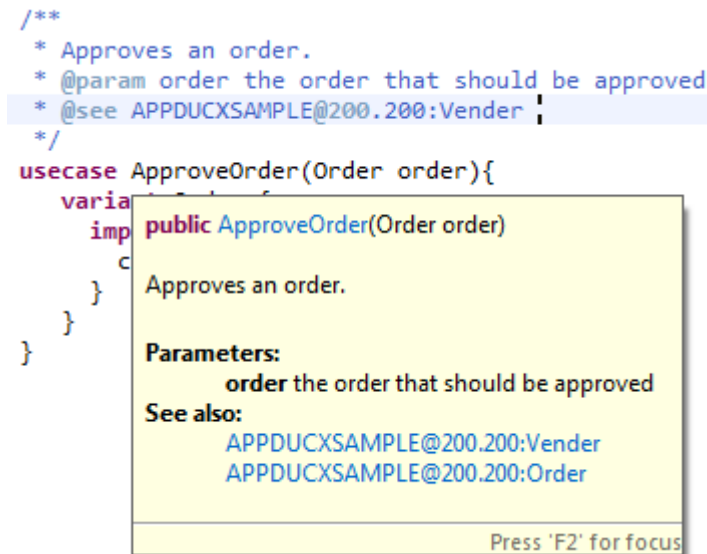 /**
* Approves an order.
* @param order the order that should be approved
* @see APPDUCXSAMPLE@200.200:Vender
*/
usecase ApproveOrder(Order order){
varia
imp
c
}
}
}
public ApproveOrder(Order order)
Approves an order.
Parameters:
order the order that should be approved
See also:
APPDUCXSAMPLE@200.200:Vender
APPDUCXSAMPLE@200.200:Order
Press 'F2' for focus